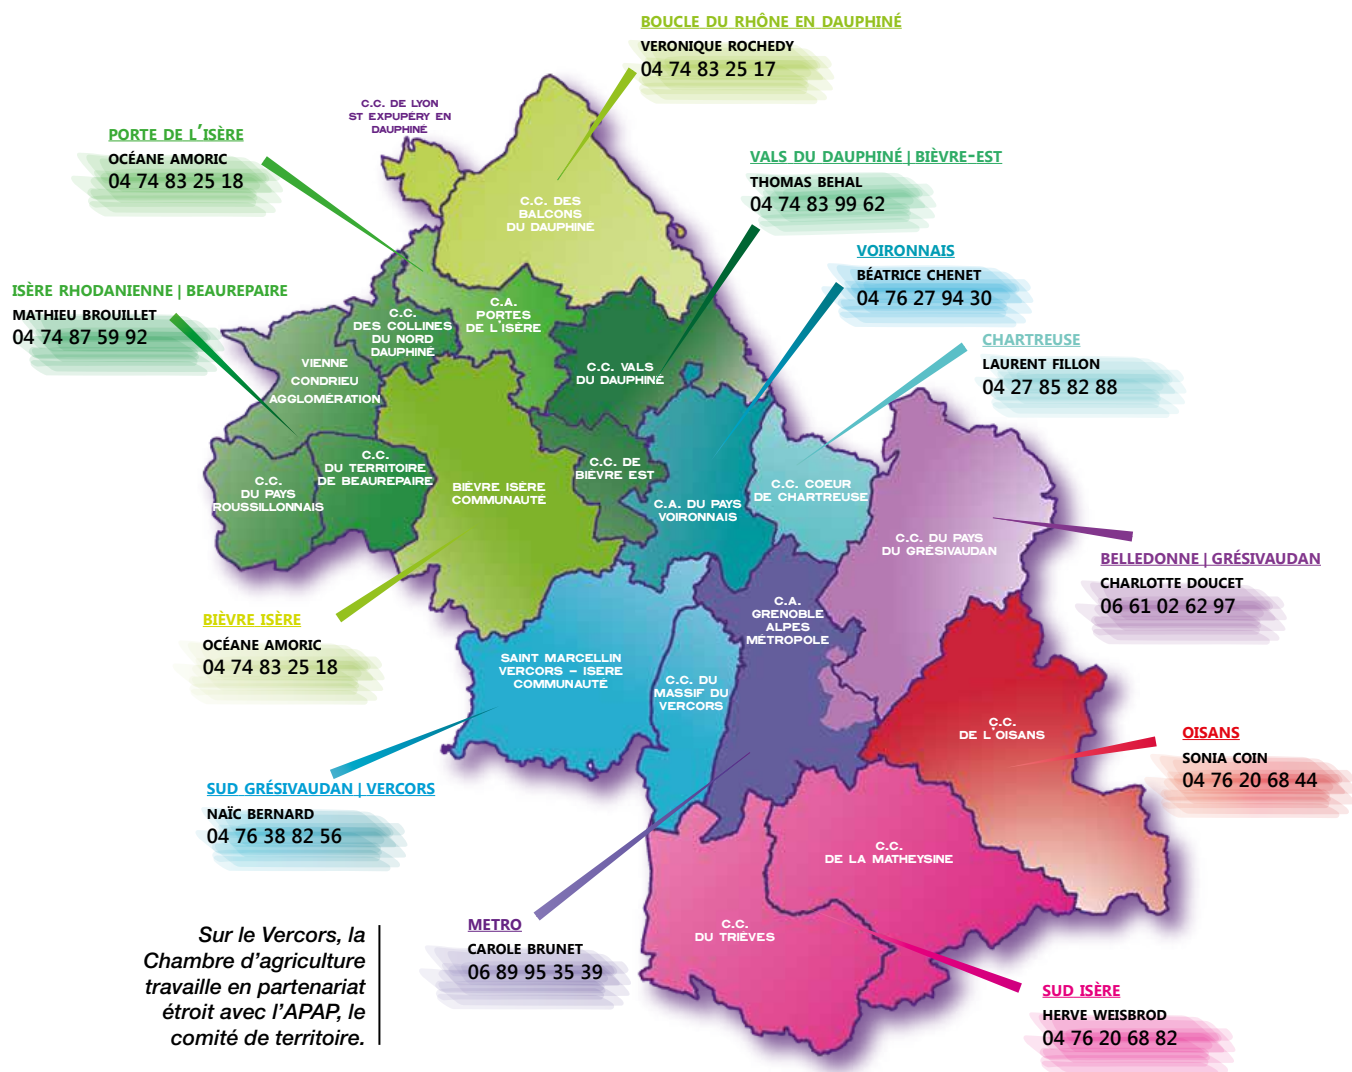 BOUCLE DU RHÔNE EN DAUPHINÉ
VERONIQUE ROCHEDY
04 74 83 25 17
C.C. DE LYON
ST EXPUPÉRY EN
DAUPHINÉ
PORTE DE L'ISÈRE
OCÉANE AMORIC
04 74 83 25 18
VALS DU DAUPHINÉ | BIÈVRE-EST
THOMAS BEHAL
04 74 83 99 62
C.C. DES
BALCONS
DU DAUPHINÉ
VOIRONNAIS
BÉATRICE CHENET
04 76 27 94 30
ISÈRE RHODANIENNE | BEAUREPAIRE
MATHIEU BROUILLET
04 74 87 59 92
C.A.
PORTES
DE L'ISÈRE
C.C.
DES COLLINES
DU NORD
DAUPHINÉ
CHARTREUSE
LAURENT FILLON
04 27 85 82 88
VIENNE
CONDRIEU
AGGLOMÉRATION
C.C. VALS
DU DAUPHINÉ
C.C.
DU TERRITOIRE
DE BEAUREPAIRE
C.C.
DU PAYS
ROUSSILLONNAIS
BIÈVRE ISÈRE
COMMUNAUTÉ
C.C. DE
BIÈVRE EST
C.A. DU PAYS
VOIRONNAIS
C.C. COEUR
DE CHARTREUSE
C.C. DU PAYS
DU GRÉSIVAUDAN
BELLEDONNE | GRÉSIVAUDAN
CHARLOTTE DOUCET
06 61 02 62 97
BIÈVRE ISÈRE
OCÉANE AMORIC
04 74 83 25 18
C.A.
GRENOBLE
ALPES
MÉTROPOLE
SAINT MARCELLIN
VERCORS – ISERE
COMMUNAUTÉ
C.C. DU
MASSIF DU
VERCORS
C.C.
DE L'OISANS
OISANS
SONIA COIN
04 76 20 68 44
SUD GRÉSIVAUDAN | VERCORS
NAÏC BERNARD
04 76 38 82 56
C.C.
DE LA MATHEYSINE
C.C.
DU TRIÈVES
METRO
CAROLE BRUNET
06 89 95 35 39
Sur le Vercors, la
Chambre d'agriculture
travaille en partenariat
étroit avec l'APAP, le
comité de territoire.
SUD ISÈRE
HERVE WEISBROD
04 76 20 68 82